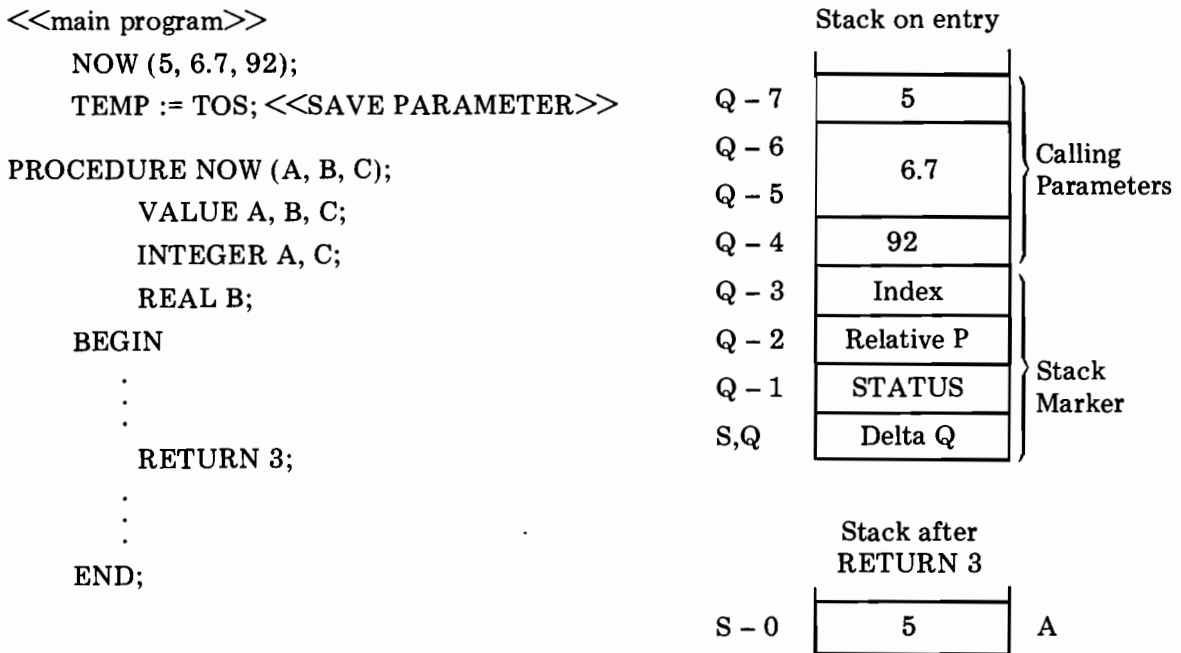 <<main program>>
NOW (5, 6.7, 92);
TEMP := TOS; <<SAVE PARAMETER>>
PROCEDURE NOW (A, B, C);
VALUE A, B, C;
INTEGER A, C;
REAL B;
BEGIN
.
.
.
RETURN 3;
.
.
.
END;
Stack on entry
Q – 7 5
Q – 6
6.7
Q – 5
Q – 4 92
Calling
Parameters
Q – 3 Index
Q – 2 Relative P
Q – 1 STATUS
S,Q Delta Q
Stack
Marker
Stack after
RETURN 3
S – 0 5 A